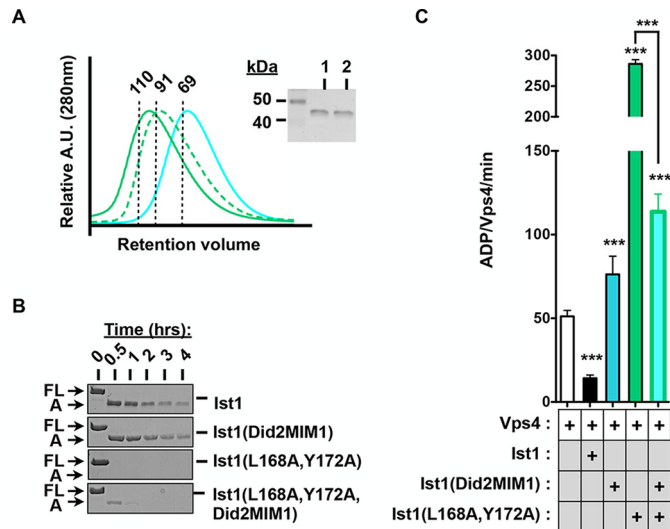 A
Relative A.U. (280nm)
110
91
69
Retention volume
kDa
1 2
50
40
B
Time (hrs):
0 0.5 1 2 3 4
FL
A
Ist1
FL
A
Ist1(Did2MIM1)
FL
A
Ist1(L168A,Y172A)
FL
A
Ist1(L168A,Y172A,
Did2MIM1)
C
ADP/Vps4/min
300
250
200
150
100
50
0
***
***
***
***
***
Vps4 : + + + + +
Ist1 : +
Ist1(Did2MIM1) : + +
Ist1(L168A,Y172A) : + +